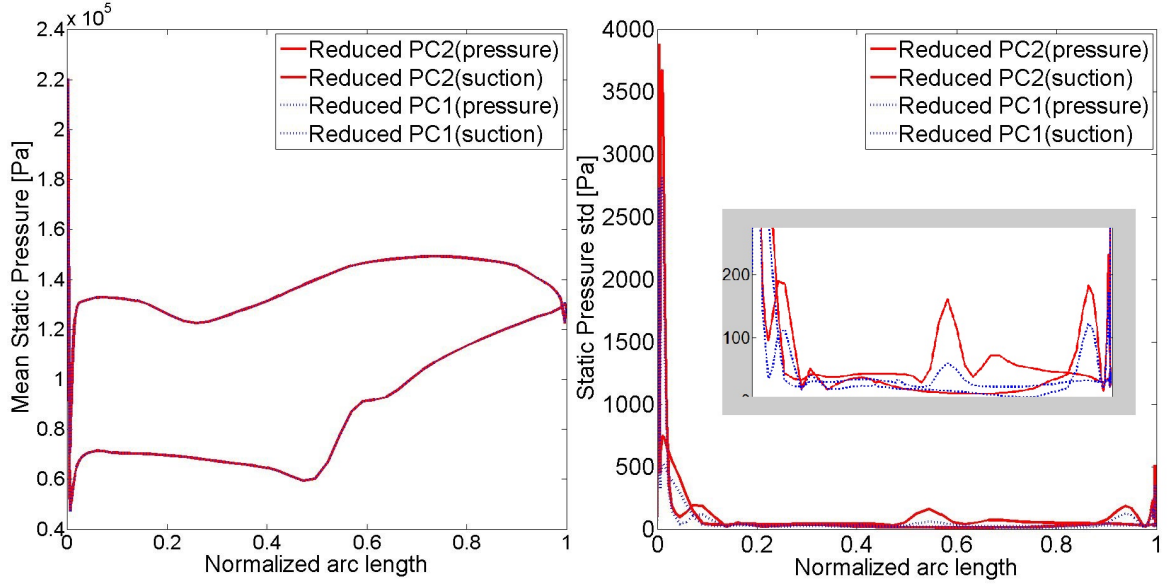 x 10⁵
2.4
2.2
2
1.8
1.6
1.4
1.2
1
0.8
0.6
0.4
Mean Static Pressure [Pa]
0 0.2 0.4 0.6 0.8 1
Normalized arc length
Reduced PC2(pressure)
Reduced PC2(suction)
Reduced PC1(pressure)
Reduced PC1(suction)
4000
3500
3000
2500
2000
1500
1000
500
0
Static Pressure std [Pa]
0 0.2 0.4 0.6 0.8 1
Normalized arc length
Reduced PC2(pressure)
Reduced PC2(suction)
Reduced PC1(pressure)
Reduced PC1(suction)
200
100
0